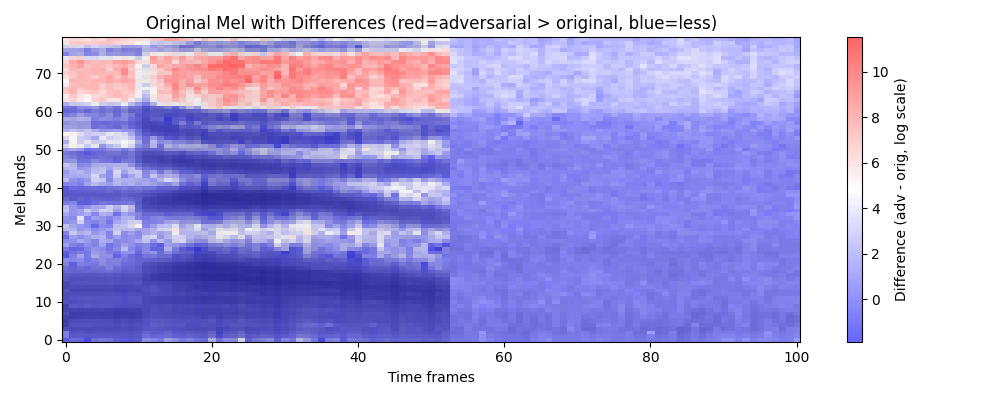 Original Mel with Differences (red=adversarial > original, blue=less)
Mel bands
70
60
50
40
30
20
10
0
0 20 40 60 80 100
Time frames
10
8
6
4
2
0
Difference (adv - orig, log scale)